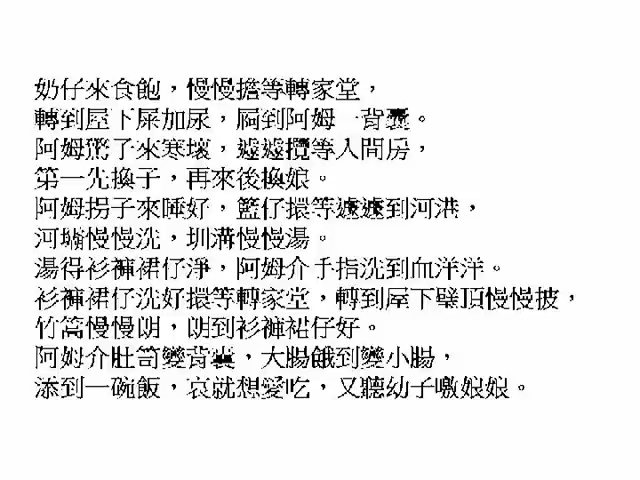 奶仔來食飽，慢慢擔等轉家堂，
轉到屋下屎加尿，屙到阿姆一背囊。
阿姆驚了來寒壞，遽遽攬等入間房，
第一先換子，再來後換娘。
阿姆拐子來睡好，籃仔擐等遽遽到河港，
河壩慢慢洗，圳溝慢慢湯。
湯得衫褲裙仔淨，阿姆介手指洗到血洋洋。
衫褲裙仔洗好擐等轉家堂，轉到屋下壁頂慢慢披，
竹篙慢慢朗，朗到衫褲裙仔好。
阿姆介肚笥變背囊，大腸餓到變小腸，
添到一碗飯，哀就想愛吃，又聽幼子噭娘娘。